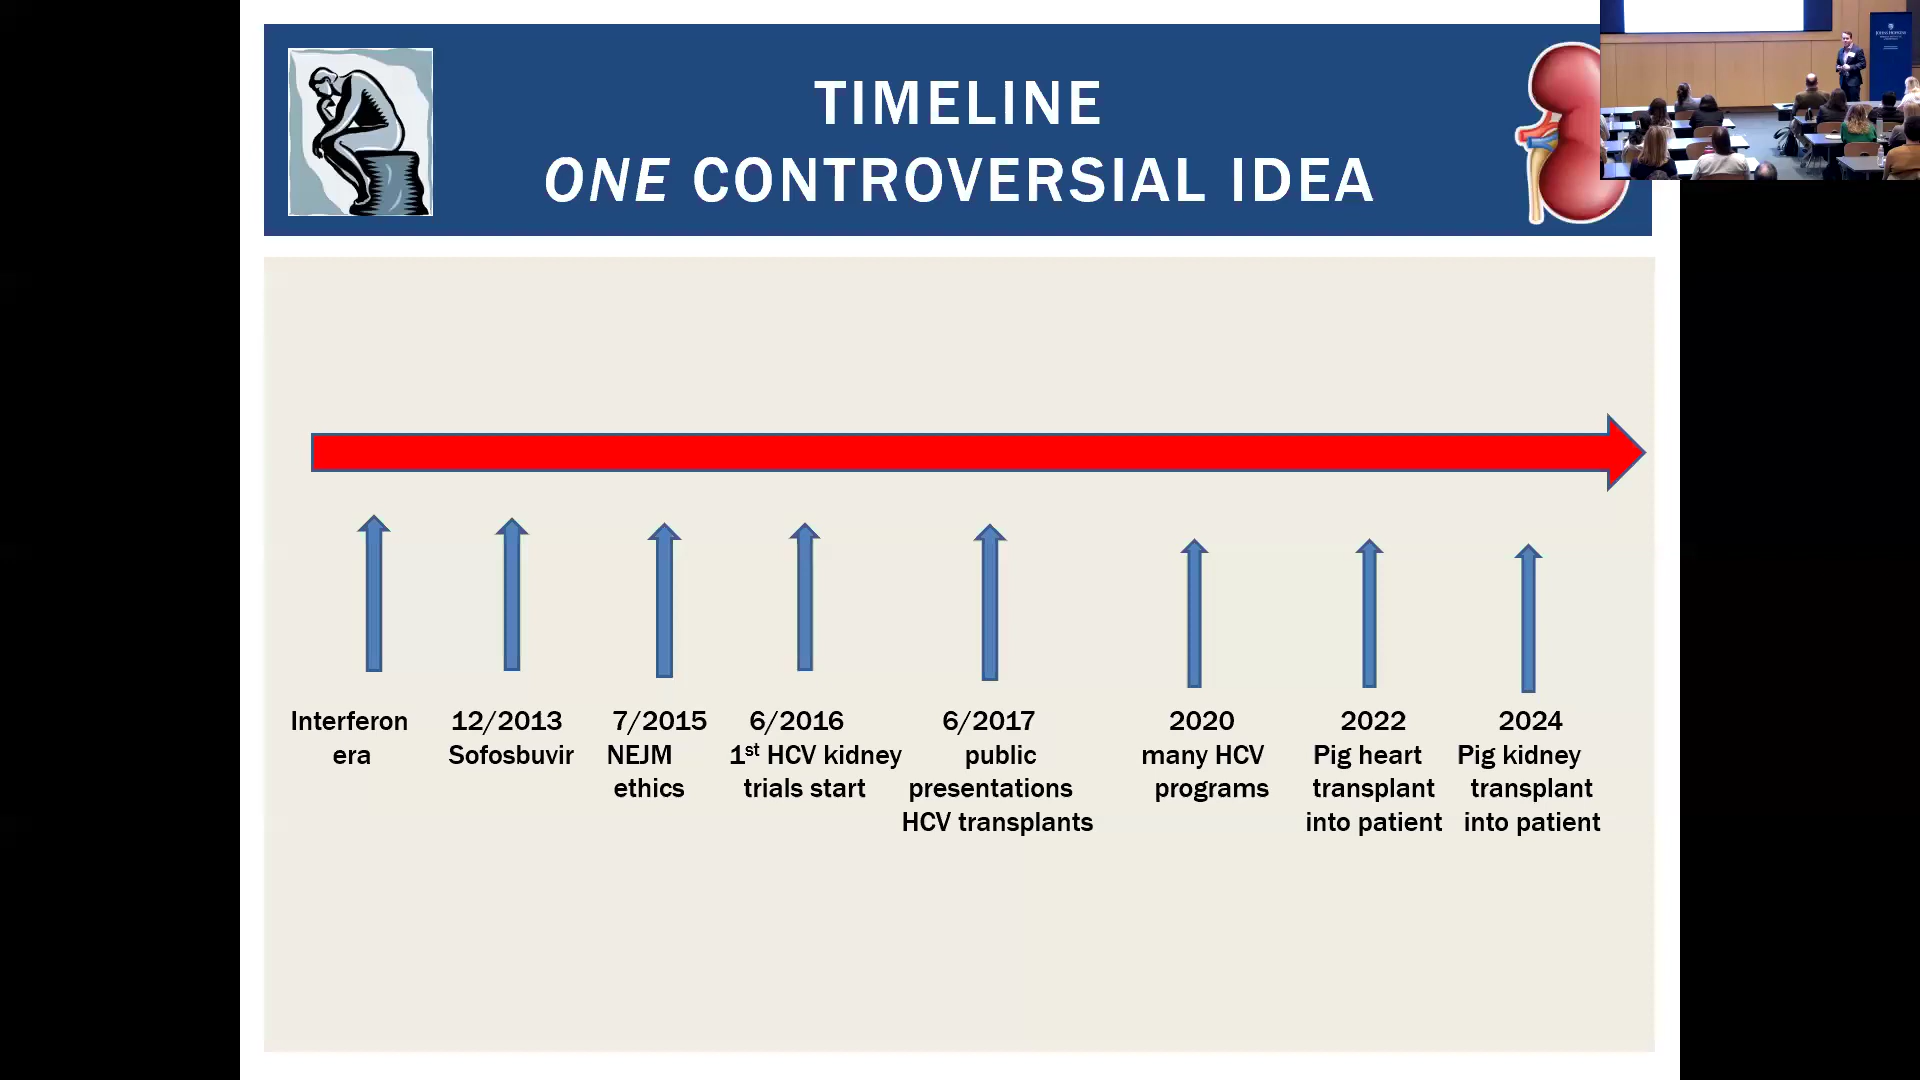 TIMELINE
ONE CONTROVERSIAL IDEA
JOHNS HOPKINS
Interferon
era
12/2013
Sofosbuvir
7/2015
NEJM
ethics
6/2016
1st HCV kidney
trials start
6/2017
public
presentations
HCV transplants
2020
many HCV
programs
2022
Pig heart
transplant
into patient
2024
Pig kidney
transplant
into patient